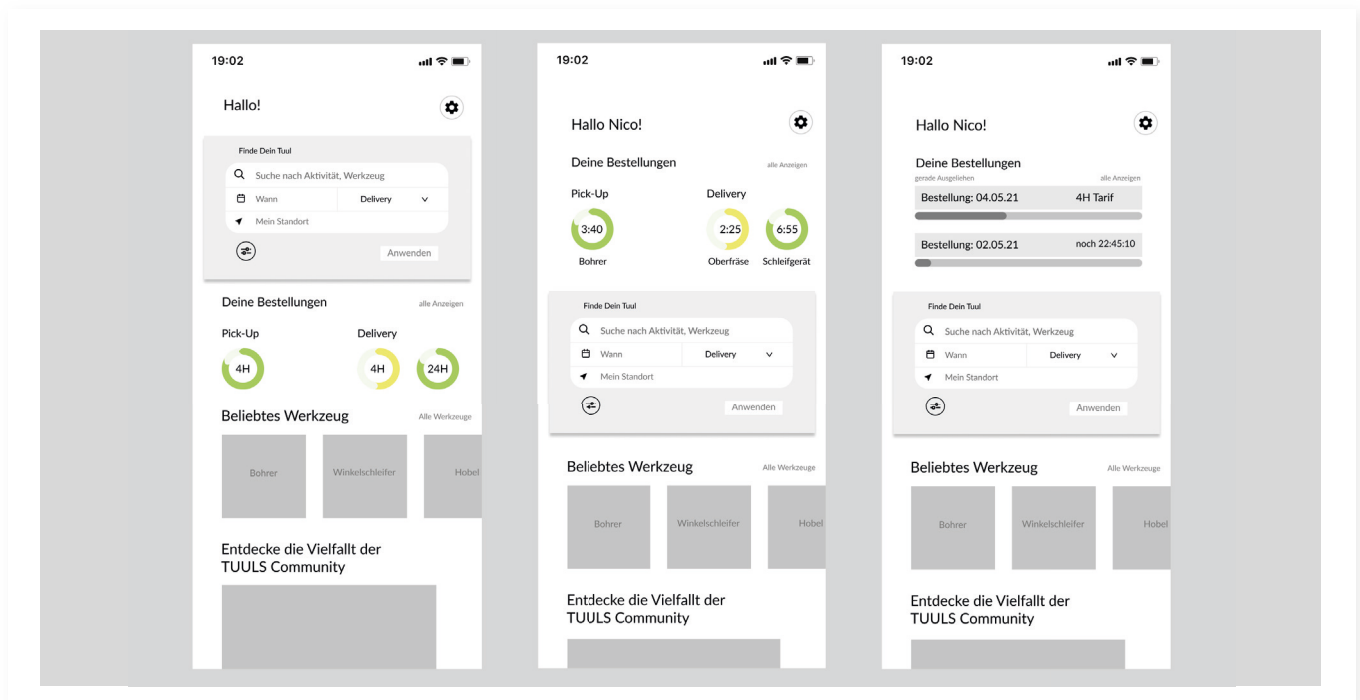 19:02
Hallo!
Finde Dein Tuul
Suche nach Aktivität, Werkzeug
Wann Delivery
Mein Standort
Anwenden
Deine Bestellungen alle Anzeigen
Pick-Up Delivery
4H 4H 24H
Beliebtes Werkzeug Alle Werkzeuge
Bohrer Winkelschleifer Hobel
Entdecke die Vielfallt der
TUULS Community
19:02
Hallo Nico!
Deine Bestellungen alle Anzeigen
Pick-Up Delivery
3:40 2:25 6:55
Bohrer Oberfräse Schleifgerät
Finde Dein Tuul
Suche nach Aktivität, Werkzeug
Wann Delivery
Mein Standort
Anwenden
Beliebtes Werkzeug Alle Werkzeuge
Bohrer Winkelschleifer Hobel
Entdecke die Vielfallt der
TUULS Community
19:02
Hallo Nico!
Deine Bestellungen
gerade Ausgeliehen alle Anzeigen
Bestellung: 04.05.21 4H Tarif
Bestellung: 02.05.21 noch 22:45:10
Finde Dein Tuul
Suche nach Aktivität, Werkzeug
Wann Delivery
Mein Standort
Anwenden
Beliebtes Werkzeug Alle Werkzeuge
Bohrer Winkelschleifer Hobel
Entdecke die Vielfallt der
TUULS Community